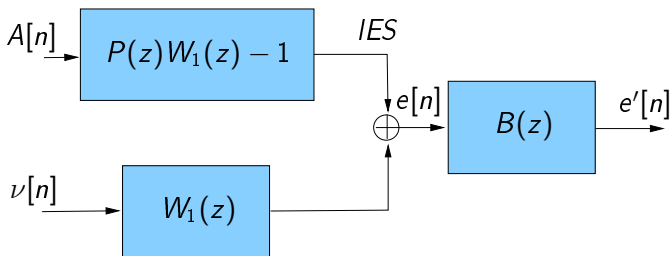 A[n]
P(z)W₁(z) − 1
IES
e[n]
B(z)
e′[n]
ν[n]
W₁(z)